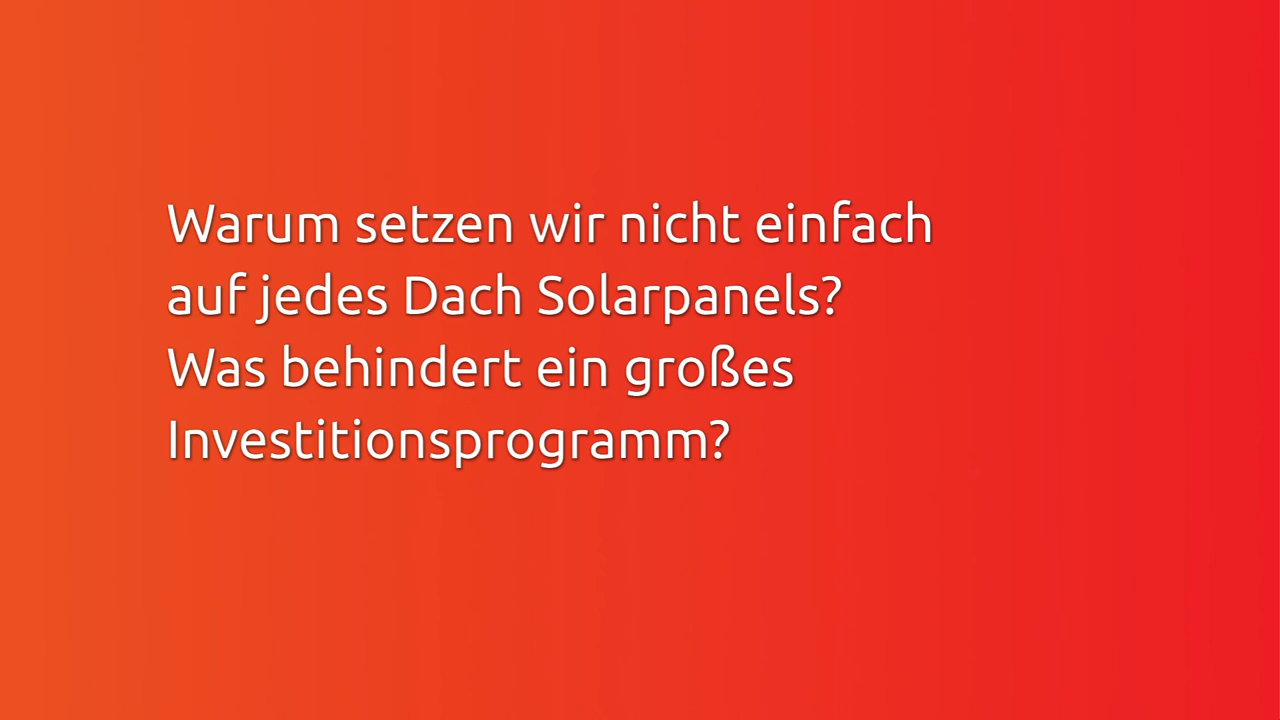 Warum setzen wir nicht einfach
auf jedes Dach Solarpanels?
Was behindert ein großes
Investitionsprogramm?